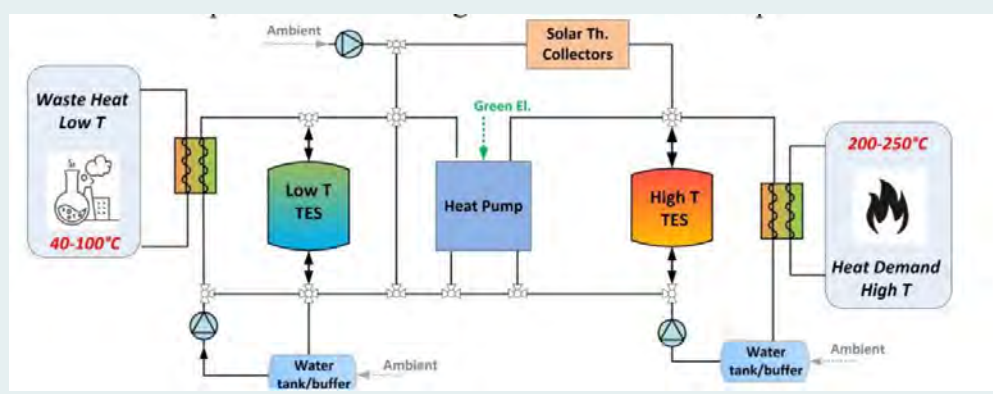 Ambient
Solar Th.
Collectors
Waste Heat
Low T
40-100°C
Green El.
Low T
TES
Heat Pump
High T
TES
200-250°C
Heat Demand
High T
Water
tank/buffer
Ambient
Water
tank/buffer
Ambient